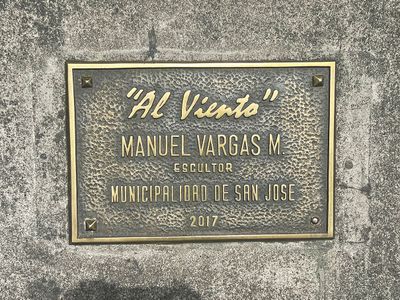 "Al Viento"
MANUEL VARGAS M.
ESCULTOR
MUNICIPALIDAD DE SAN JOSE
2017